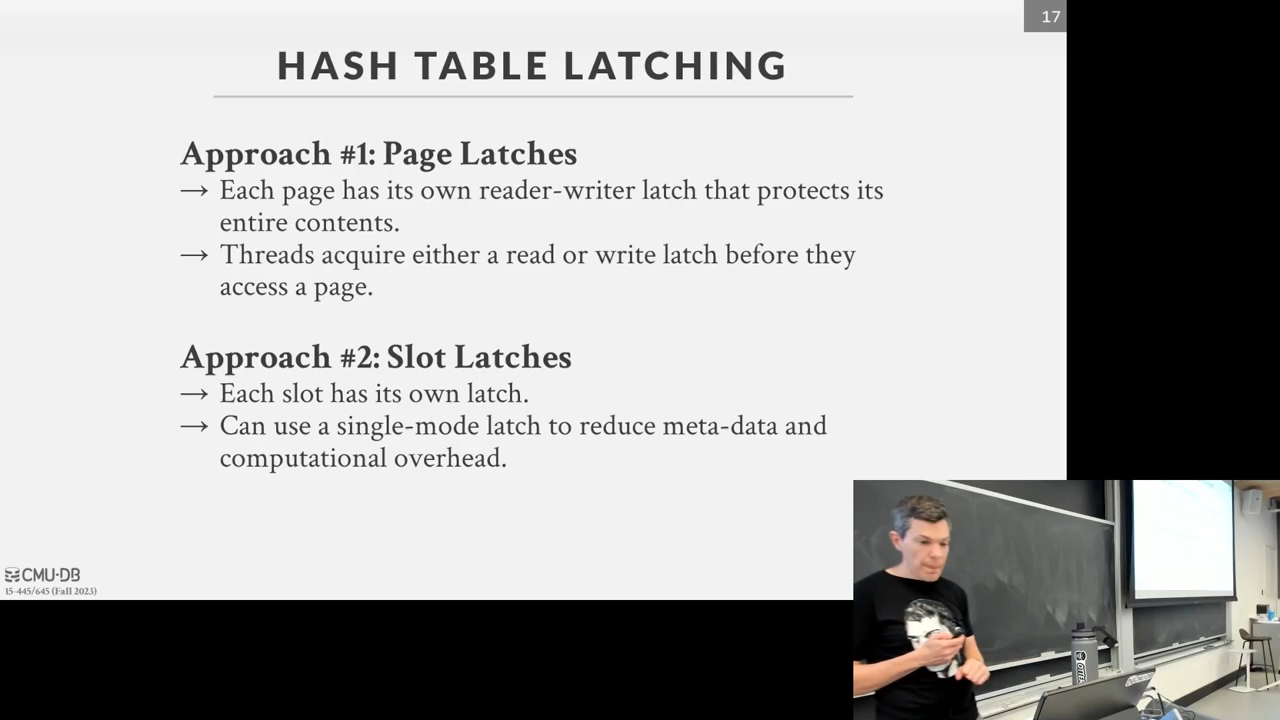 17
HASH TABLE LATCHING
Approach #1: Page Latches
→ Each page has its own reader-writer latch that protects its
entire contents.
→ Threads acquire either a read or write latch before they
access a page.
Approach #2: Slot Latches
→ Each slot has its own latch.
→ Can use a single-mode latch to reduce meta-data and
computational overhead.
CMU·DB
15-445/645 (Fall 2023)